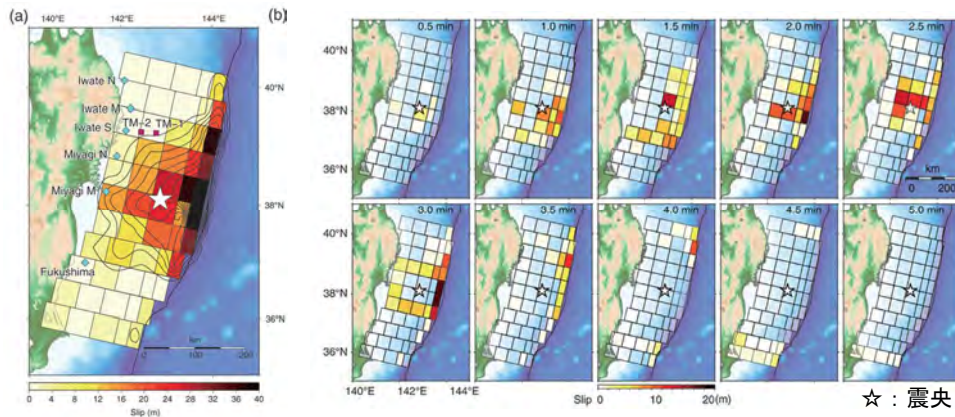 (a)
140°E 142°E 144°E
Iwate N
Iwate M
TM-2 TM-1
Iwate S
Miyagi N
Miyagi M
Fukushima
40°N
38°N
36°N
km
0 100 200
0 4 8 12 16 20 24 28 32 36 40
Slip (m)
(b)
0.5 min 1.0 min 1.5 min 2.0 min 2.5 min
40°N
38°N
36°N
km
0 200
3.0 min 3.5 min 4.0 min 4.5 min 5.0 min
40°N
38°N
36°N
140°E 142°E 144°E
Slip 0 10 20(m)
☆：震央